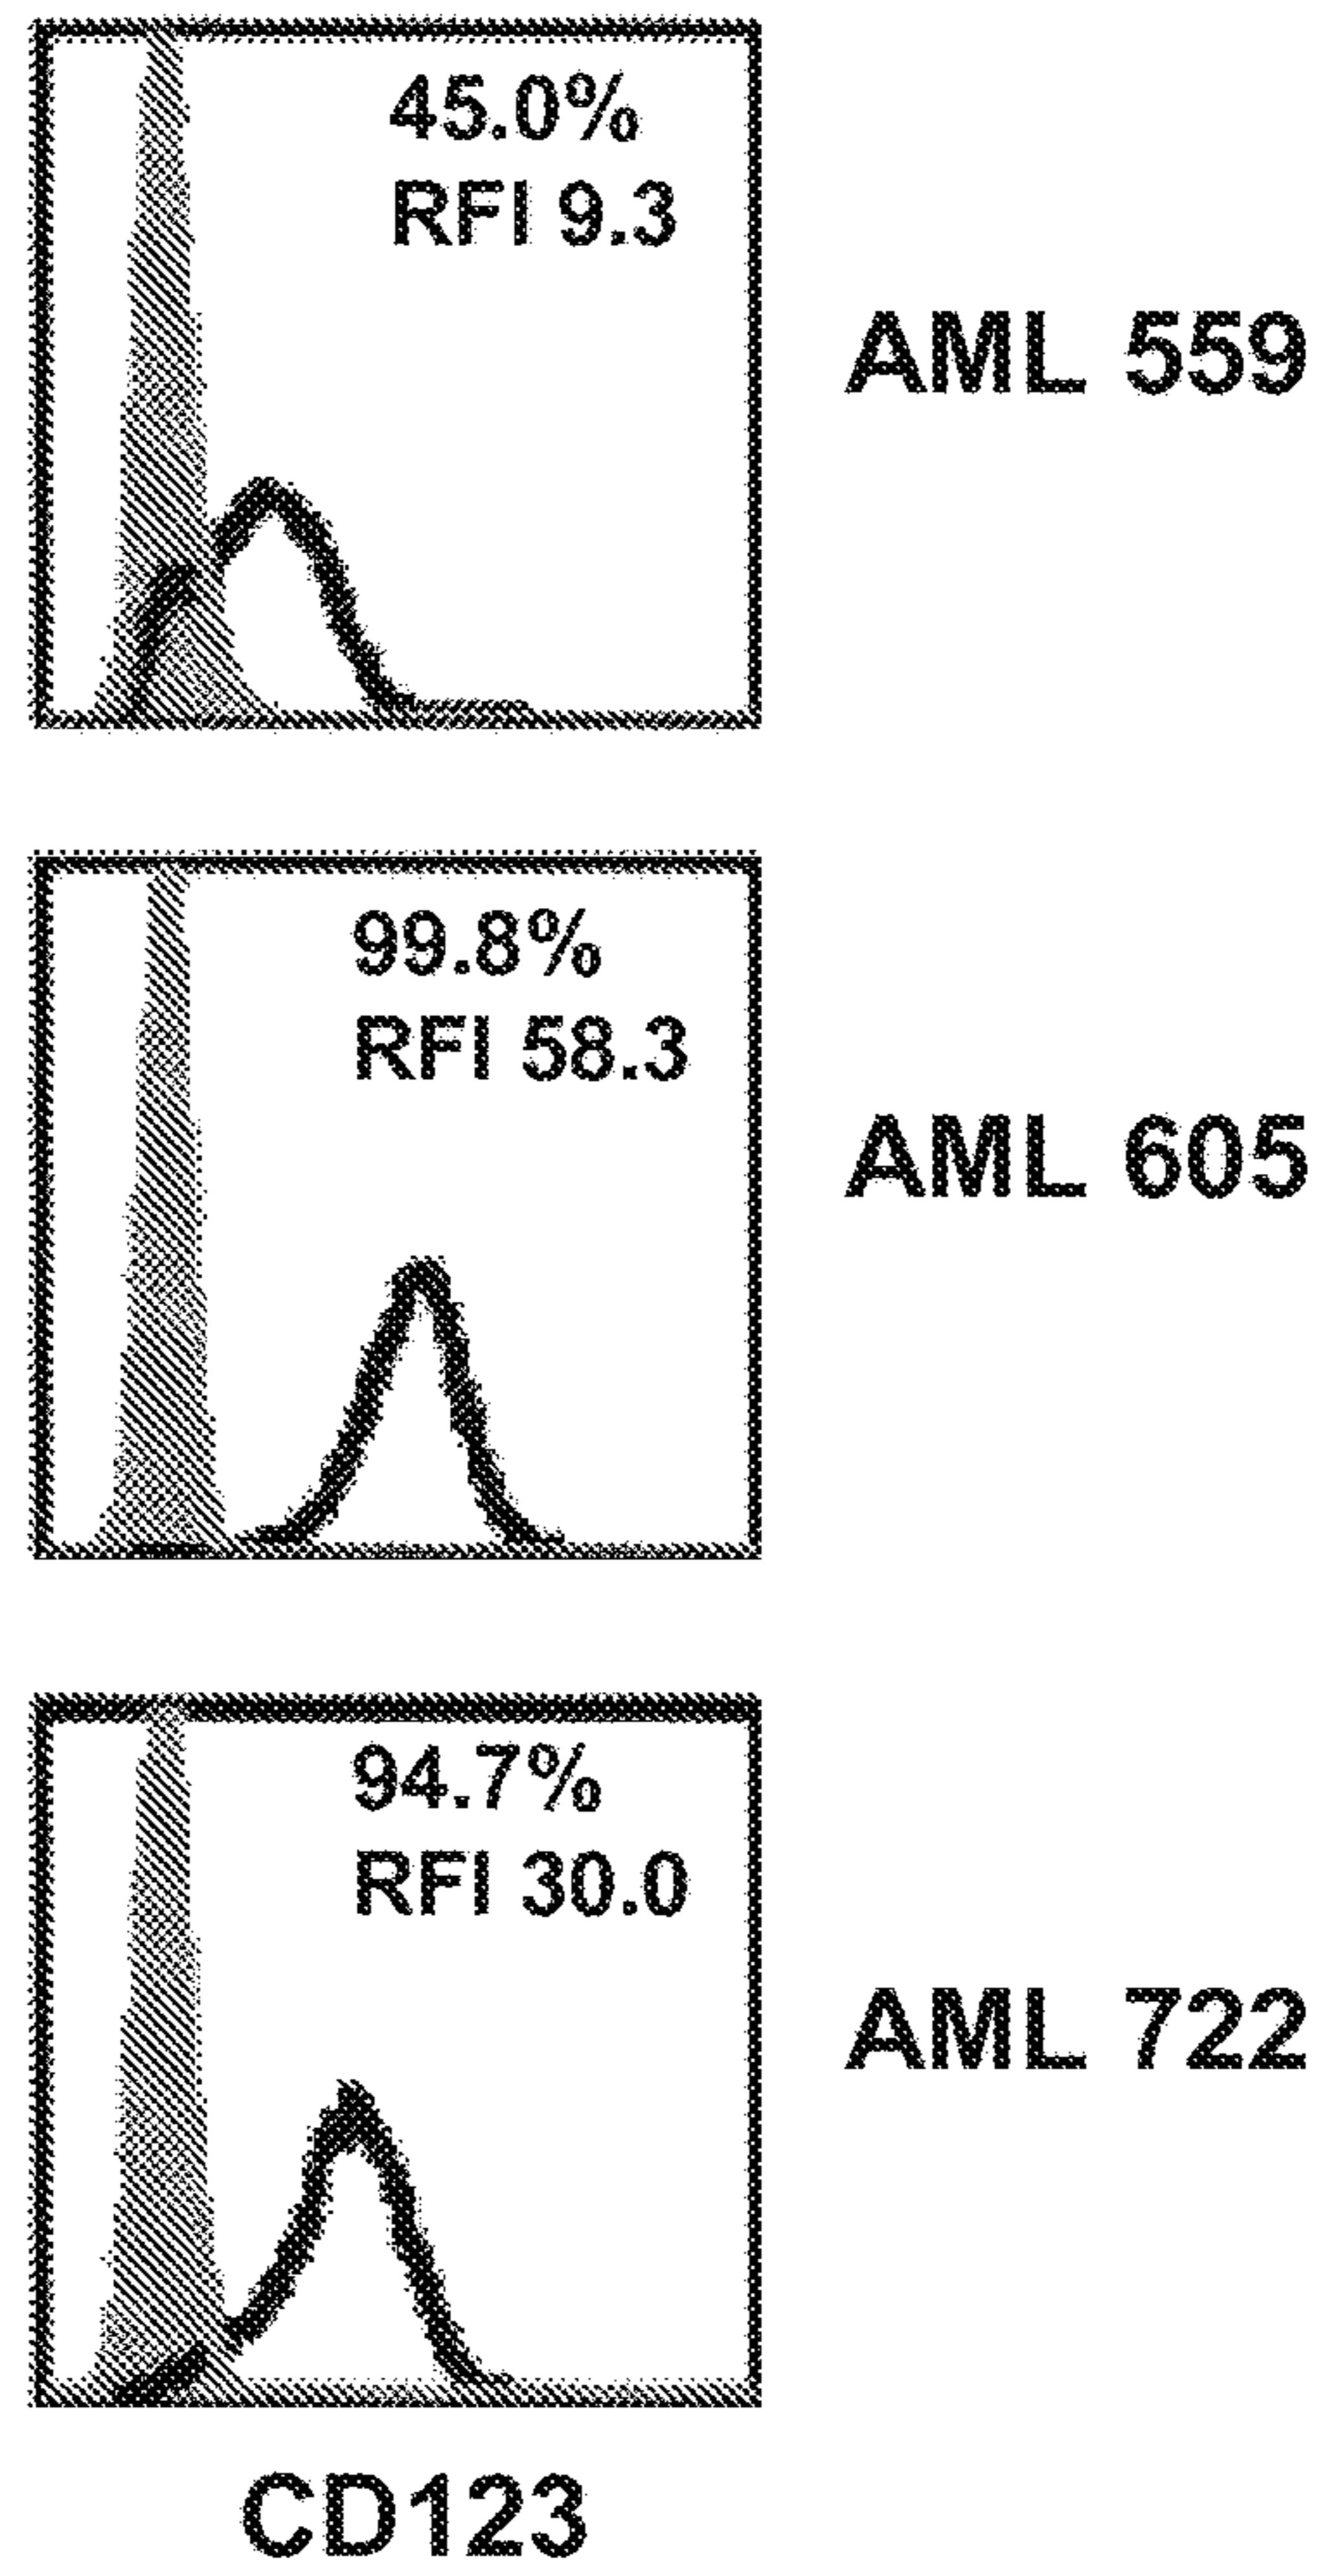 45.0%
RFI 9.3
AML 559
99.8%
RFI 58.3
AML 605
94.7%
RFI 30.0
AML 722
CD123